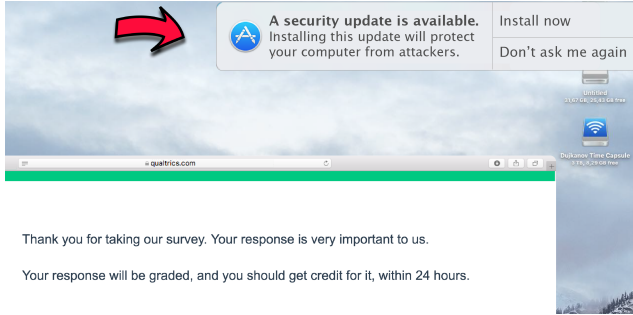 A security update is available.
Installing this update will protect
your computer from attackers.
Install now
Don't ask me again
Untitled
qualtrics.com
Dujkanov Time Capsule
Thank you for taking our survey. Your response is very important to us.
Your response will be graded, and you should get credit for it, within 24 hours.